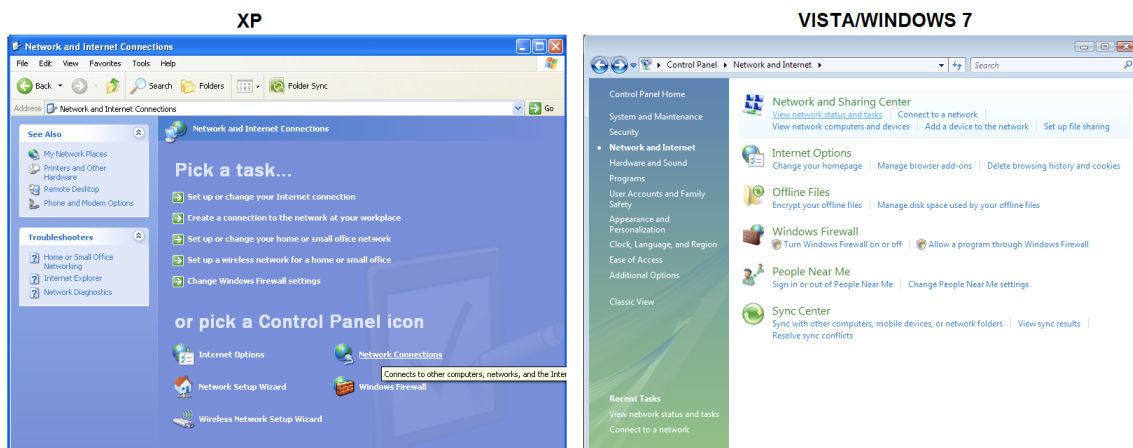 XP
Network and Internet Connections
File Edit View Favorites Tools Help
Back Search Folders Folder Sync
Address Network and Internet Connections Go
See Also
My Network Places
Printers and Other
Hardware
Remote Desktop
Phone and Modem Options
Troubleshooters
Home or Small Office
Networking
Internet Explorer
Network Diagnostics
Network and Internet Connections
Pick a task...
Set up or change your Internet connection
Create a connection to the network at your workplace
Set up or change your home or small office network
Set up a wireless network for a home or small office
Change Windows Firewall settings
or pick a Control Panel icon
Internet Options Network Connections
Connects to other computers, networks, and the Inter
Network Setup Wizard Windows Firewall
Wireless Network Setup Wizard
VISTA/WINDOWS 7
Control Panel Network and Internet Search
Control Panel Home
System and Maintenance
Security
Network and Internet
Hardware and Sound
Programs
User Accounts and Family
Safety
Appearance and
Personalization
Clock, Language, and Region
Ease of Access
Additional Options
Classic View
Recent Tasks
View network status and tasks
Connect to a network
Network and Sharing Center
View network status and tasks Connect to a network
View network computers and devices Add a device to the network Set up file sharing
Internet Options
Change your homepage Manage browser add-ons Delete browsing history and cookies
Offline Files
Encrypt your offline files Manage disk space used by your offline files
Windows Firewall
Turn Windows Firewall on or off Allow a program through Windows Firewall
People Near Me
Sign in or out of People Near Me Change People Near Me settings
Sync Center
Sync with other computers, mobile devices, or network folders View sync results
Resolve sync conflicts